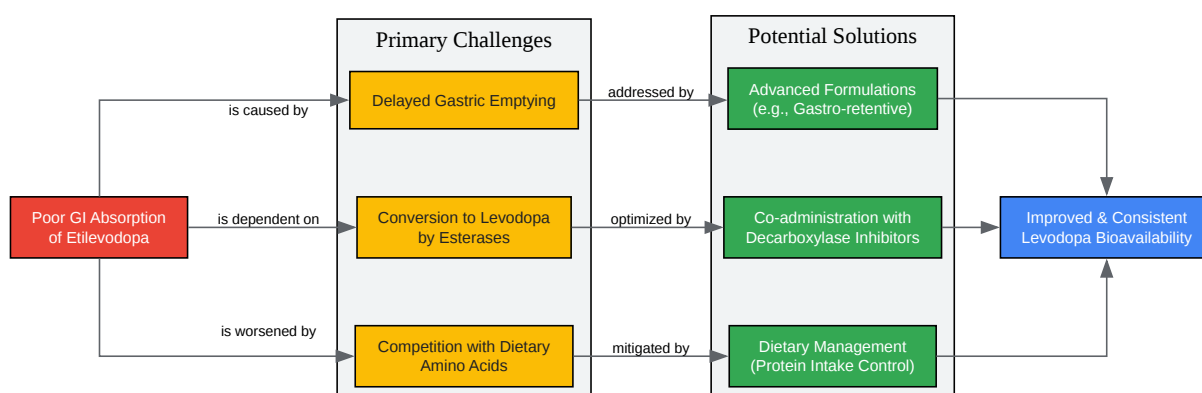 Primary Challenges
Potential Solutions
Delayed Gastric Emptying
addressed by
Advanced Formulations
(e.g., Gastro-retentive)
is caused by
Poor GI Absorption
of Etilevodopa
is dependent on
Conversion to Levodopa
by Esterases
optimized by
Co-administration with
Decarboxylase Inhibitors
Improved & Consistent
Levodopa Bioavailability
is worsened by
Competition with Dietary
Amino Acids
mitigated by
Dietary Management
(Protein Intake Control)